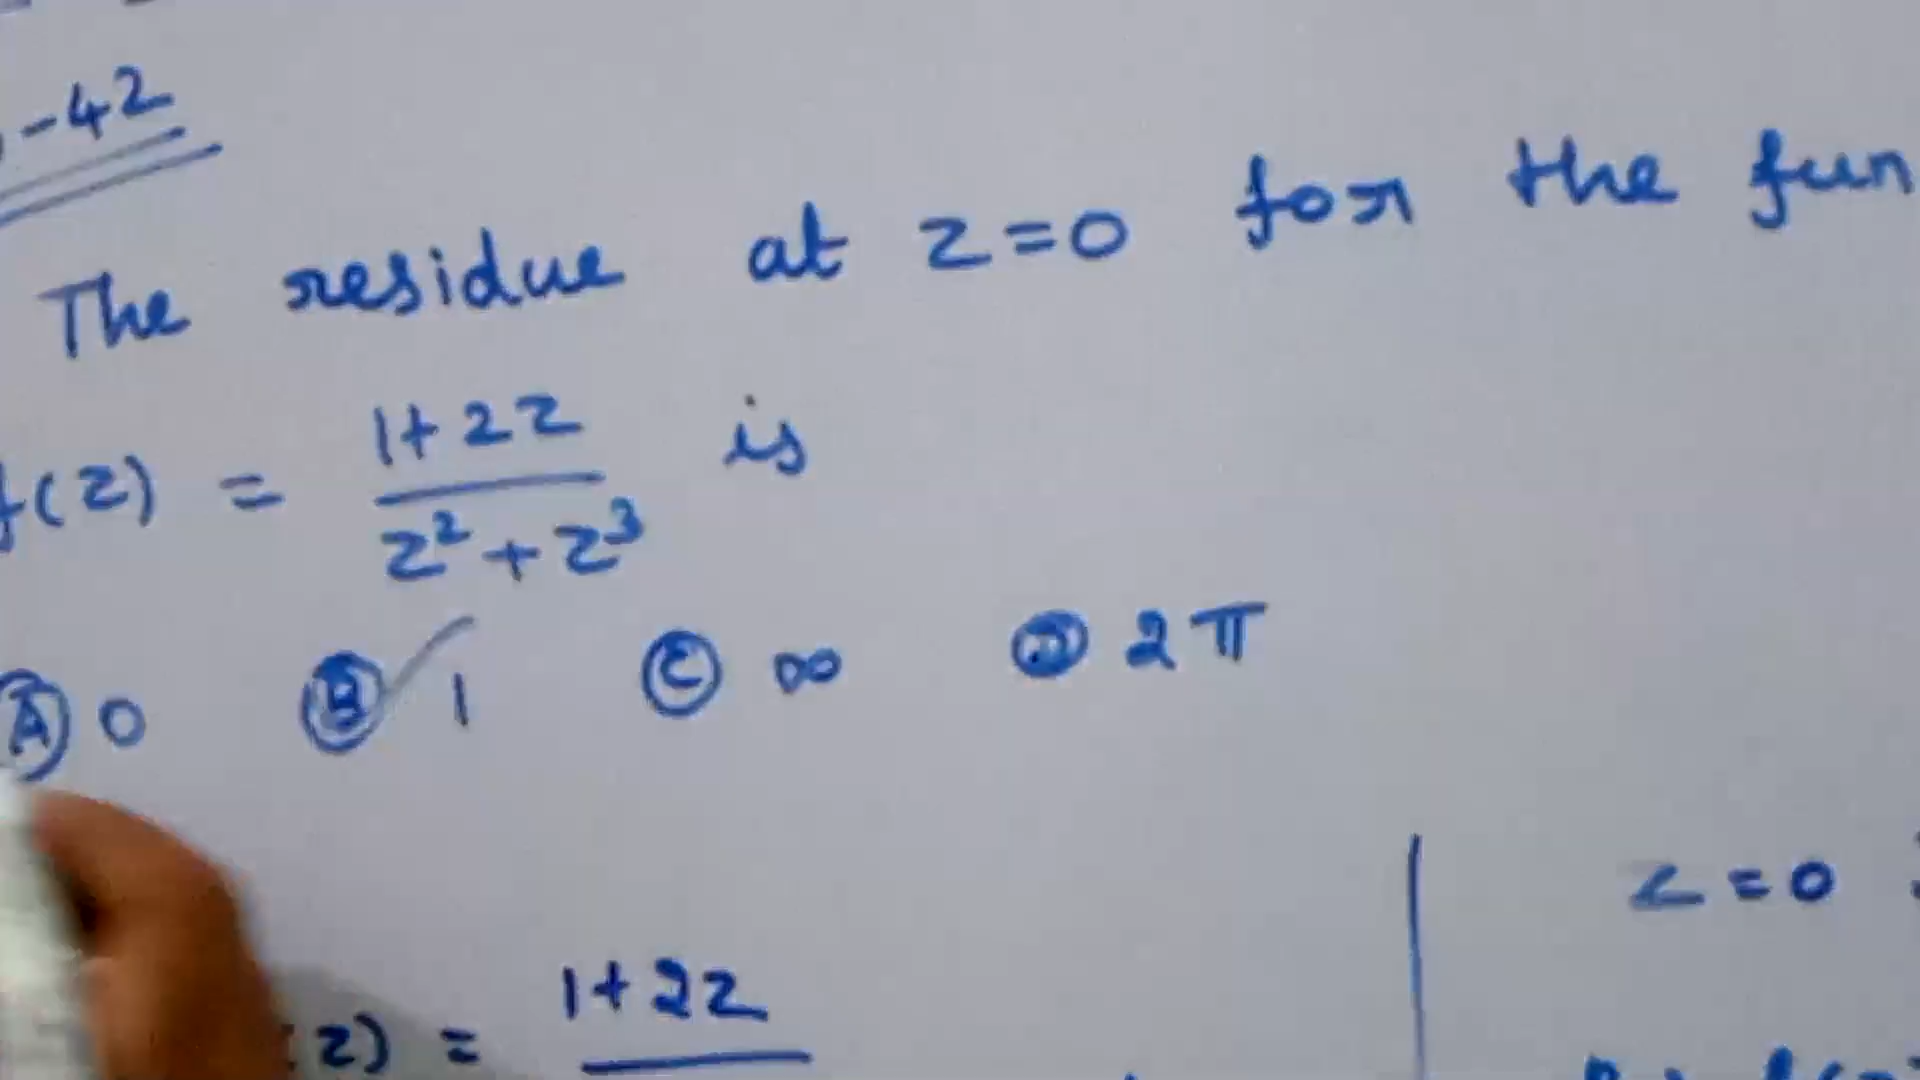 -42
The residue at z=0 for the fun
f(z) = 1+2z / z²+z³ is
Ⓐ 0 Ⓑ✓ 1 Ⓒ ∞ Ⓓ 2π
z=0
(z) = 1+2z